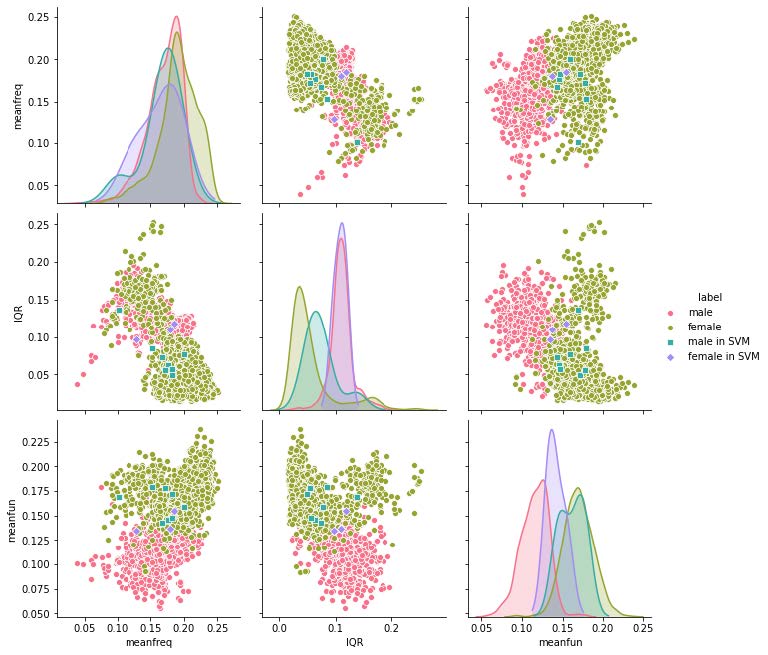 0.25
0.20
0.15
0.10
0.05
meanfreq
0.25
0.20
0.15
0.10
0.05
IQR
label
male
female
male in SVM
female in SVM
0.225
0.200
0.175
0.150
0.125
0.100
0.075
0.050
meanfun
0.05 0.10 0.15 0.20 0.25
meanfreq
0.0 0.1 0.2
IQR
0.05 0.10 0.15 0.20 0.25
meanfun